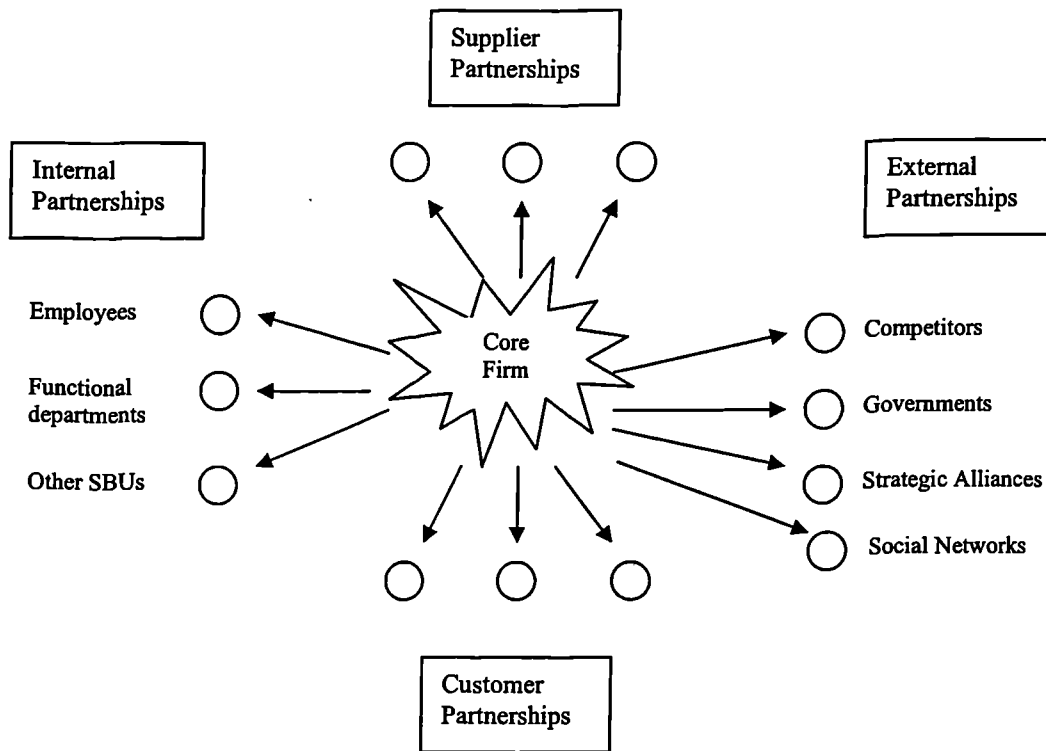 Supplier
Partnerships
Internal
Partnerships
External
Partnerships
Employees
Functional
departments
Other SBUs
Core
Firm
Competitors
Governments
Strategic Alliances
Social Networks
Customer
Partnerships